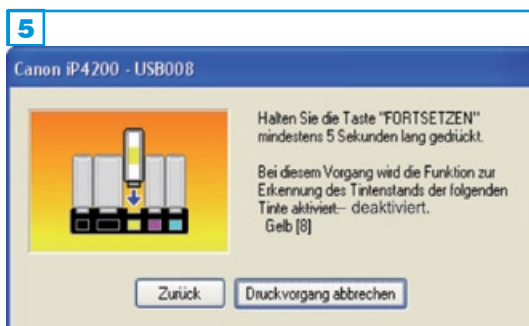 5
Canon iP4200 - USB008
Halten Sie die Taste "FORTSETZEN"
mindestens 5 Sekunden lang gedrückt.
Bei diesem Vorgang wird die Funktion zur
Erkennung des Tintenstands der folgenden
Tinte aktiviert.– deaktiviert.
Gelb [8]
Zurück
Druckvorgang abbrechen